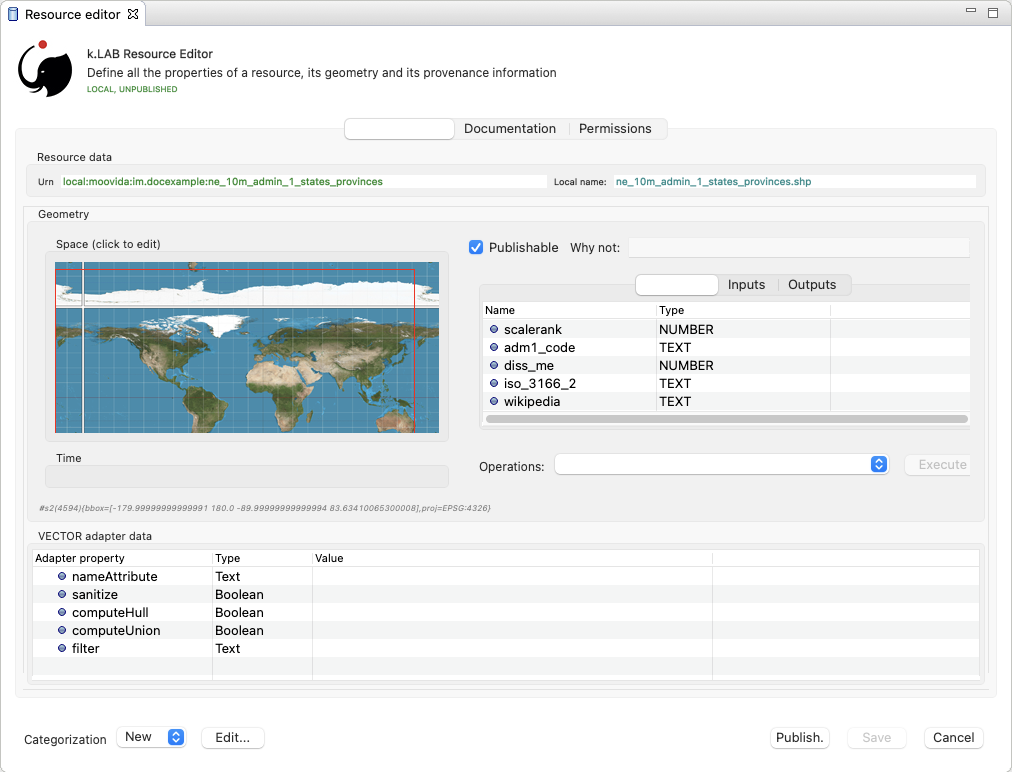 Resource editor
k.LAB Resource Editor
Define all the properties of a resource, its geometry and its provenance information
LOCAL, UNPUBLISHED
Documentation Permissions
Resource data
Urn local:moovida:im.docexample:ne_10m_admin_1_states_provinces Local name: ne_10m_admin_1_states_provinces.shp
Geometry
Space (click to edit)
Publishable Why not:
Inputs Outputs
Name Type
scalerank NUMBER
adm1_code TEXT
diss_me NUMBER
iso_3166_2 TEXT
wikipedia TEXT
Time
Operations: Execute
#s2(4594){bbox=[-179.99999999999991 180.0 -89.99999999999994 83.63410065300008],proj=EPSG:4326}
VECTOR adapter data
Adapter property Type Value
nameAttribute Text
sanitize Boolean
computeHull Boolean
computeUnion Boolean
filter Text
Categorization New Edit... Publish. Save Cancel